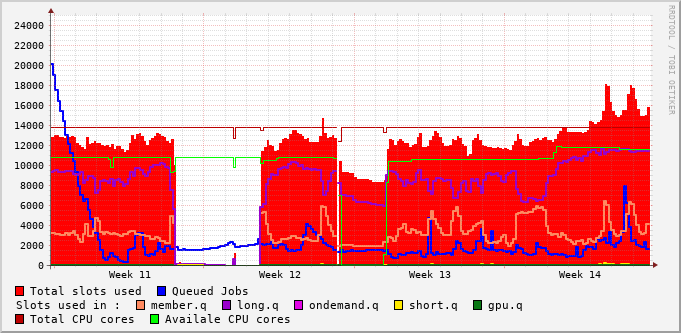 RRDTOOL / TOBI OETIKER
24000
22000
20000
18000
16000
14000
12000
10000
8000
6000
4000
2000
0
Week 11 Week 12 Week 13 Week 14
Total slots used Queued Jobs
Slots used in : member.q long.q ondemand.q short.q gpu.q
Total CPU cores Availale CPU cores